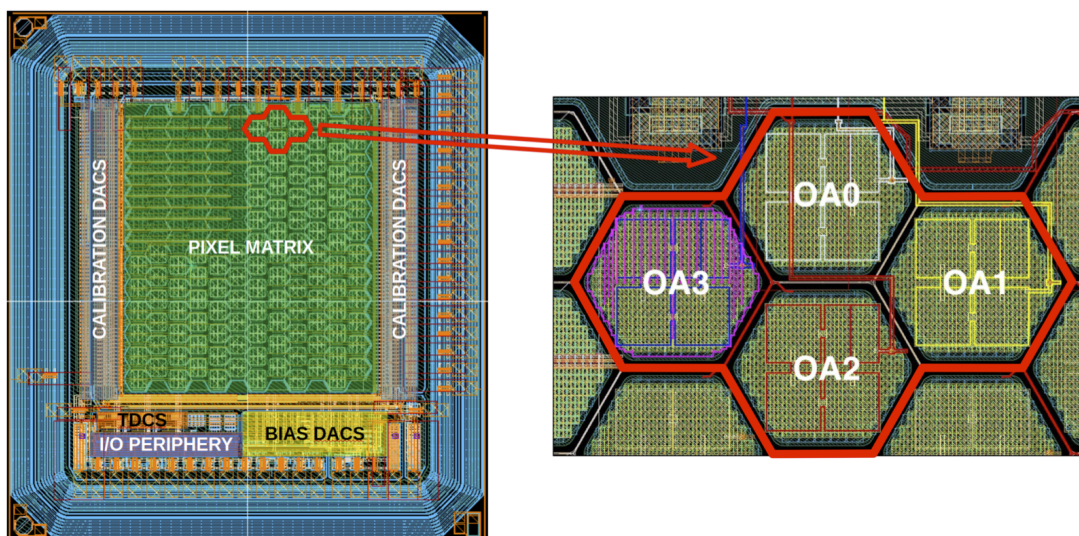 CALIBRATION DACS
PIXEL MATRIX
CALIBRATION DACS
TDCS
I/O PERIPHERY
BIAS DACS
OA0
OA3
OA1
OA2